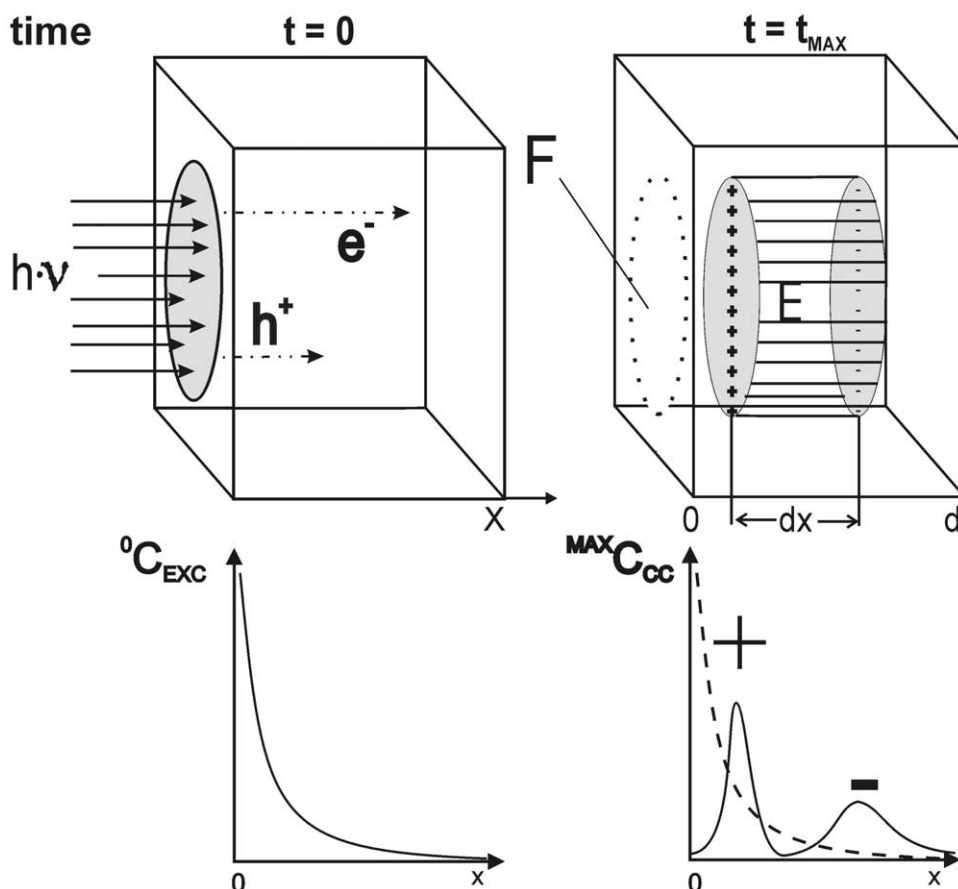 time
t = 0
t = tMAX
h·ν
e-
h+
X
F
+ + + + + + + + + + + +
E
- - - - - - - - - - - -
0
dx
d
0CEXC
0
x
MAXCCC
+
-
0
x